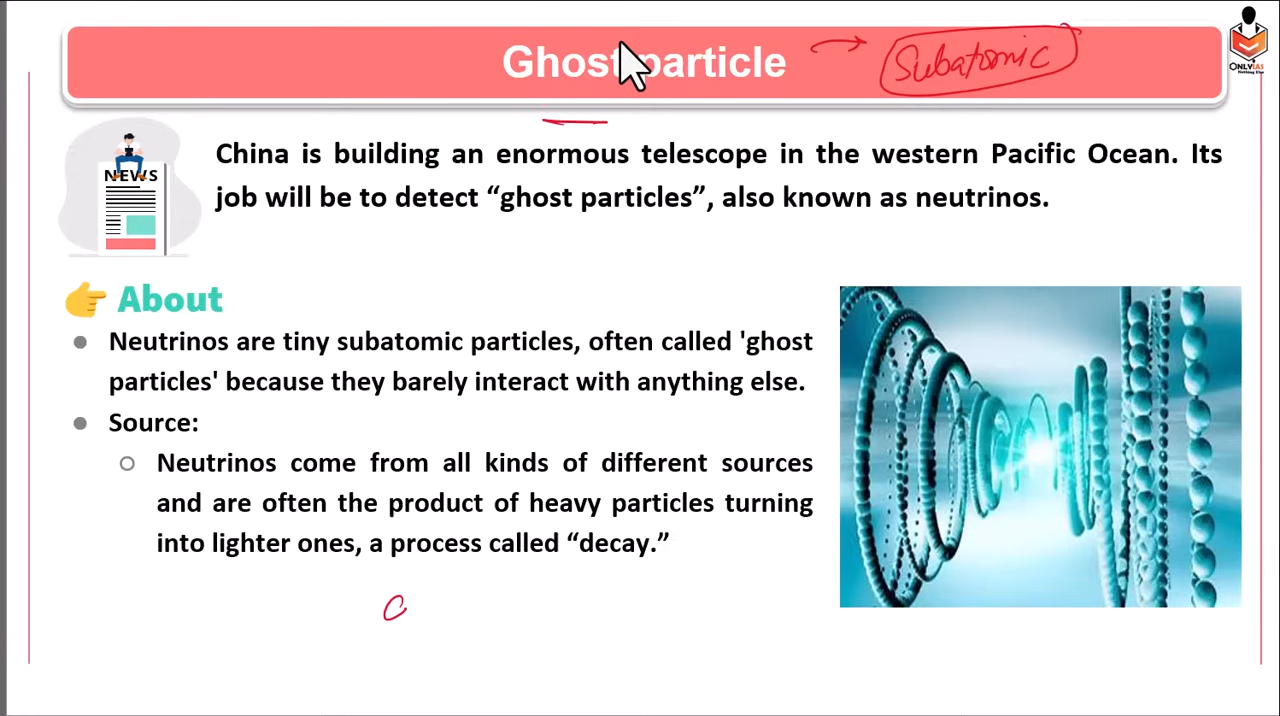 Ghost particle
Subatomic
ONLYIAS
Nothing Else
NEWS
China is building an enormous telescope in the western Pacific Ocean. Its
job will be to detect “ghost particles”, also known as neutrinos.
About
Neutrinos are tiny subatomic particles, often called 'ghost
particles' because they barely interact with anything else.
Source:
Neutrinos come from all kinds of different sources
and are often the product of heavy particles turning
into lighter ones, a process called “decay.”